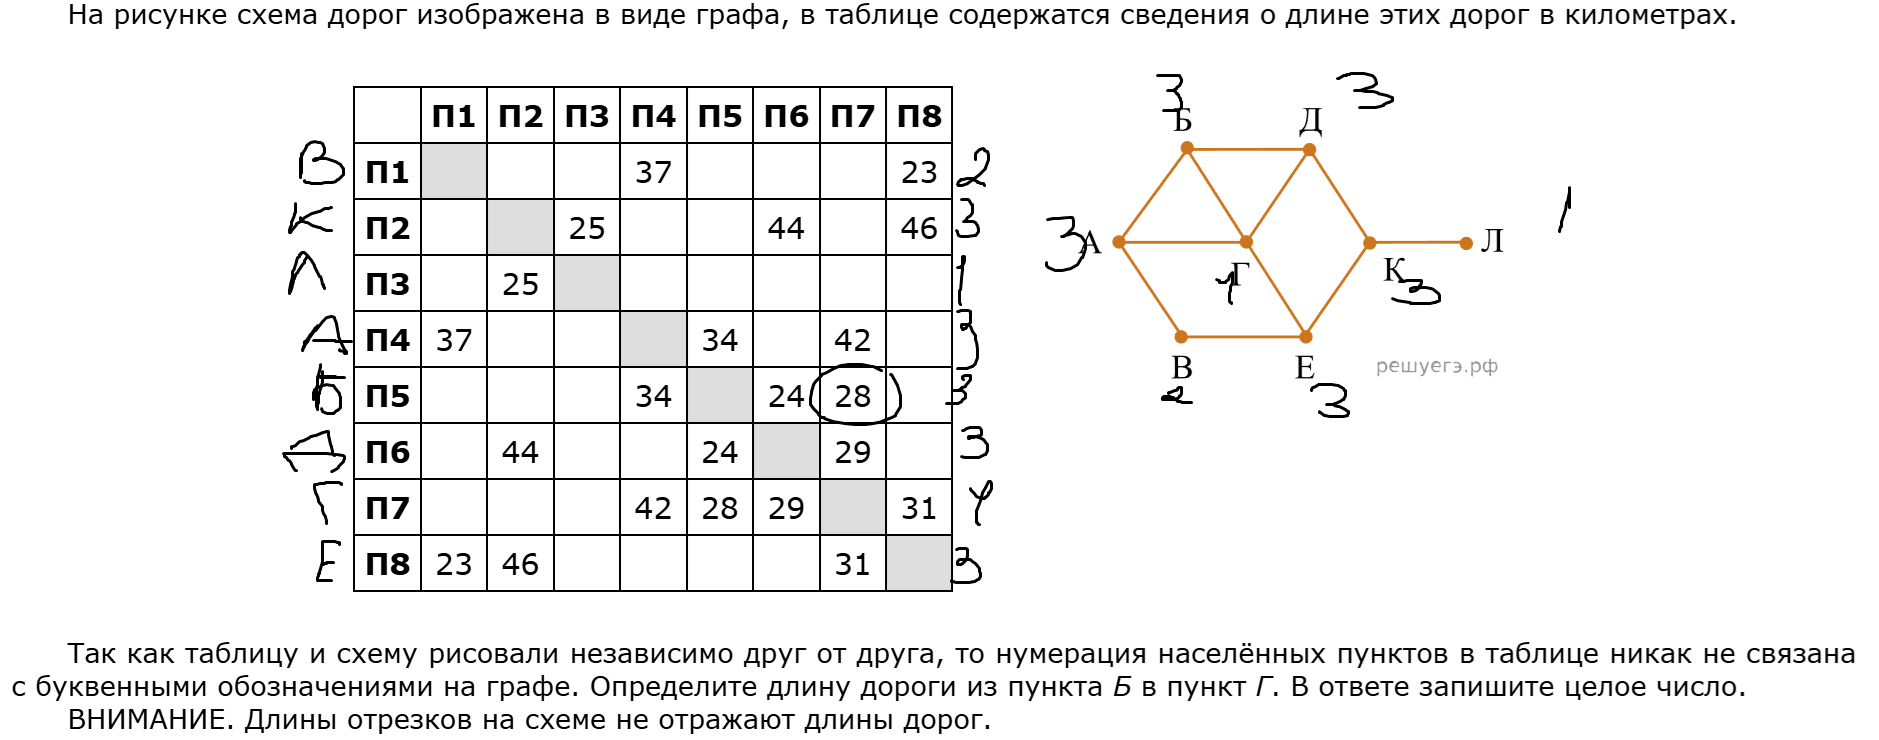 На рисунке схема дорог изображена в виде графа, в таблице содержатся сведения о длине этих дорог в километрах.
П1 П2 П3 П4 П5 П6 П7 П8
В П1 37 23 2
К П2 25 44 46 3
Л П3 25 1
А П4 37 34 42 3
Б П5 34 24 28 3
Д П6 44 24 29 3
Г П7 42 28 29 31 4
Е П8 23 46 31 3
3 3
Б Д
1
3 А Л
4 Г К 3
В Е
2 3
решуегэ.рф
Так как таблицу и схему рисовали независимо друг от друга, то нумерация населённых пунктов в таблице никак не связана
с буквенными обозначениями на графе. Определите длину дороги из пункта Б в пункт Г. В ответе запишите целое число.
ВНИМАНИЕ. Длины отрезков на схеме не отражают длины дорог.